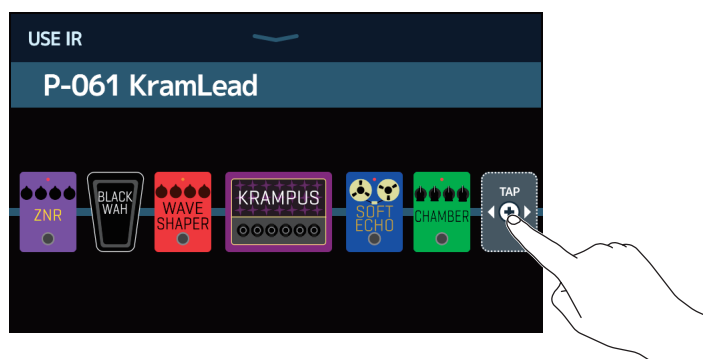 USE IR
P-061 KramLead
ZNR
BLACK
WAH
WAVE
SHAPER
KRAMPUS
SOFT
ECHO
CHAMBER
TAP